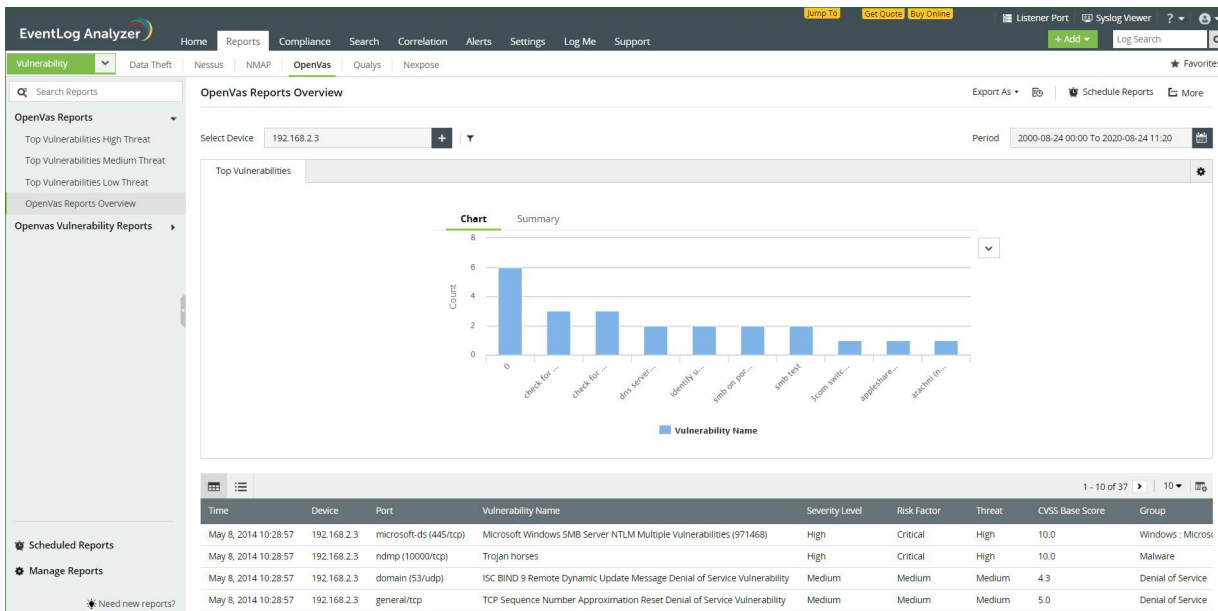 Jump To Get Quote Buy Online Listener Port Syslog Viewer ?
EventLog Analyzer
Home Reports Compliance Search Correlation Alerts Settings Log Me Support
+ Add Log Search
Vulnerability Data Theft Nessus NMAP OpenVas Qualys Nexpose Favorites
Search Reports
OpenVas Reports
Top Vulnerabilities High Threat
Top Vulnerabilities Medium Threat
Top Vulnerabilities Low Threat
OpenVas Reports Overview
Openvas Vulnerability Reports
Scheduled Reports
Manage Reports
Need new reports?
OpenVas Reports Overview
Export As Schedule Reports More
Select Device 192.168.2.3 +
Period 2000-08-24 00:00 To 2020-08-24 11:20
Top Vulnerabilities
Chart Summary
Count
8
6
4
2
0
0
check for ...
check for ...
dns server...
identify u...
smb on por...
smb test
3com switc...
appleshare...
arachni (n...
Vulnerability Name
1 - 10 of 37 10
Time Device Port Vulnerability Name Severity Level Risk Factor Threat CVSS Base Score Group
May 8, 2014 10:28:57 192.168.2.3 microsoft-ds (445/tcp) Microsoft Windows SMB Server NTLM Multiple Vulnerabilities (971468) High Critical High 10.0 Windows : Microso
May 8, 2014 10:28:57 192.168.2.3 ndmp (10000/tcp) Trojan horses High Critical High 10.0 Malware
May 8, 2014 10:28:57 192.168.2.3 domain (53/udp) ISC BIND 9 Remote Dynamic Update Message Denial of Service Vulnerability Medium Medium Medium 4.3 Denial of Service
May 8, 2014 10:28:57 192.168.2.3 general/tcp TCP Sequence Number Approximation Reset Denial of Service Vulnerability Medium Medium Medium 5.0 Denial of Service